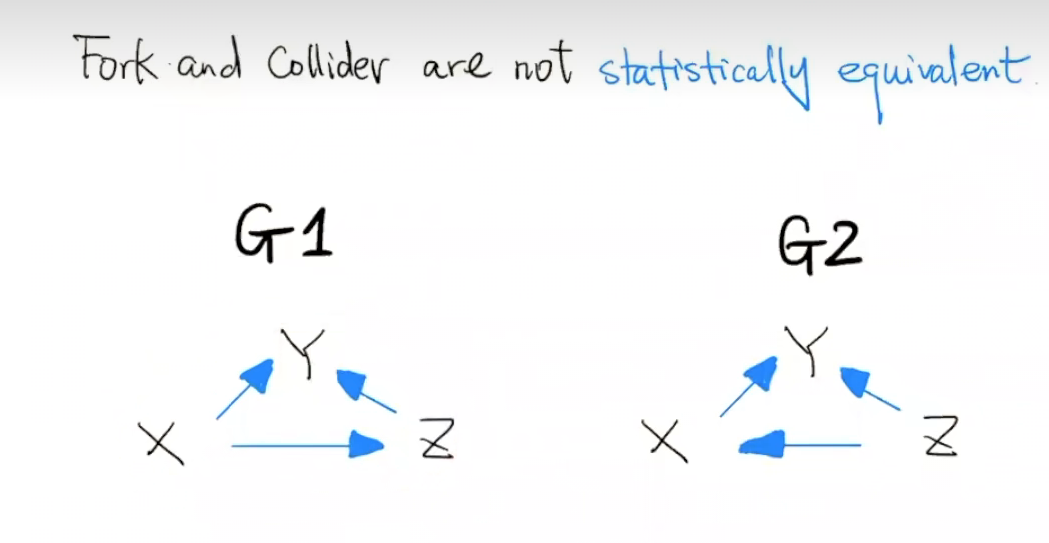 Fork and Collider are not statistically equivalent.
G1
G2
Y
Y
X
Z
X
Z